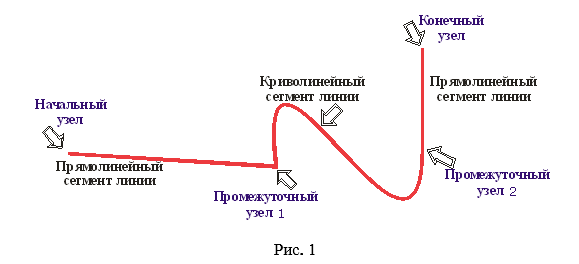 Конечный
узел
Криволинейный
сегмент линии
Прямолинейный
сегмент линии
Начальный
узел
Прямолинейный
сегмент линии
Промежуточный
узел 1
Промежуточный
узел 2
Рис. 1